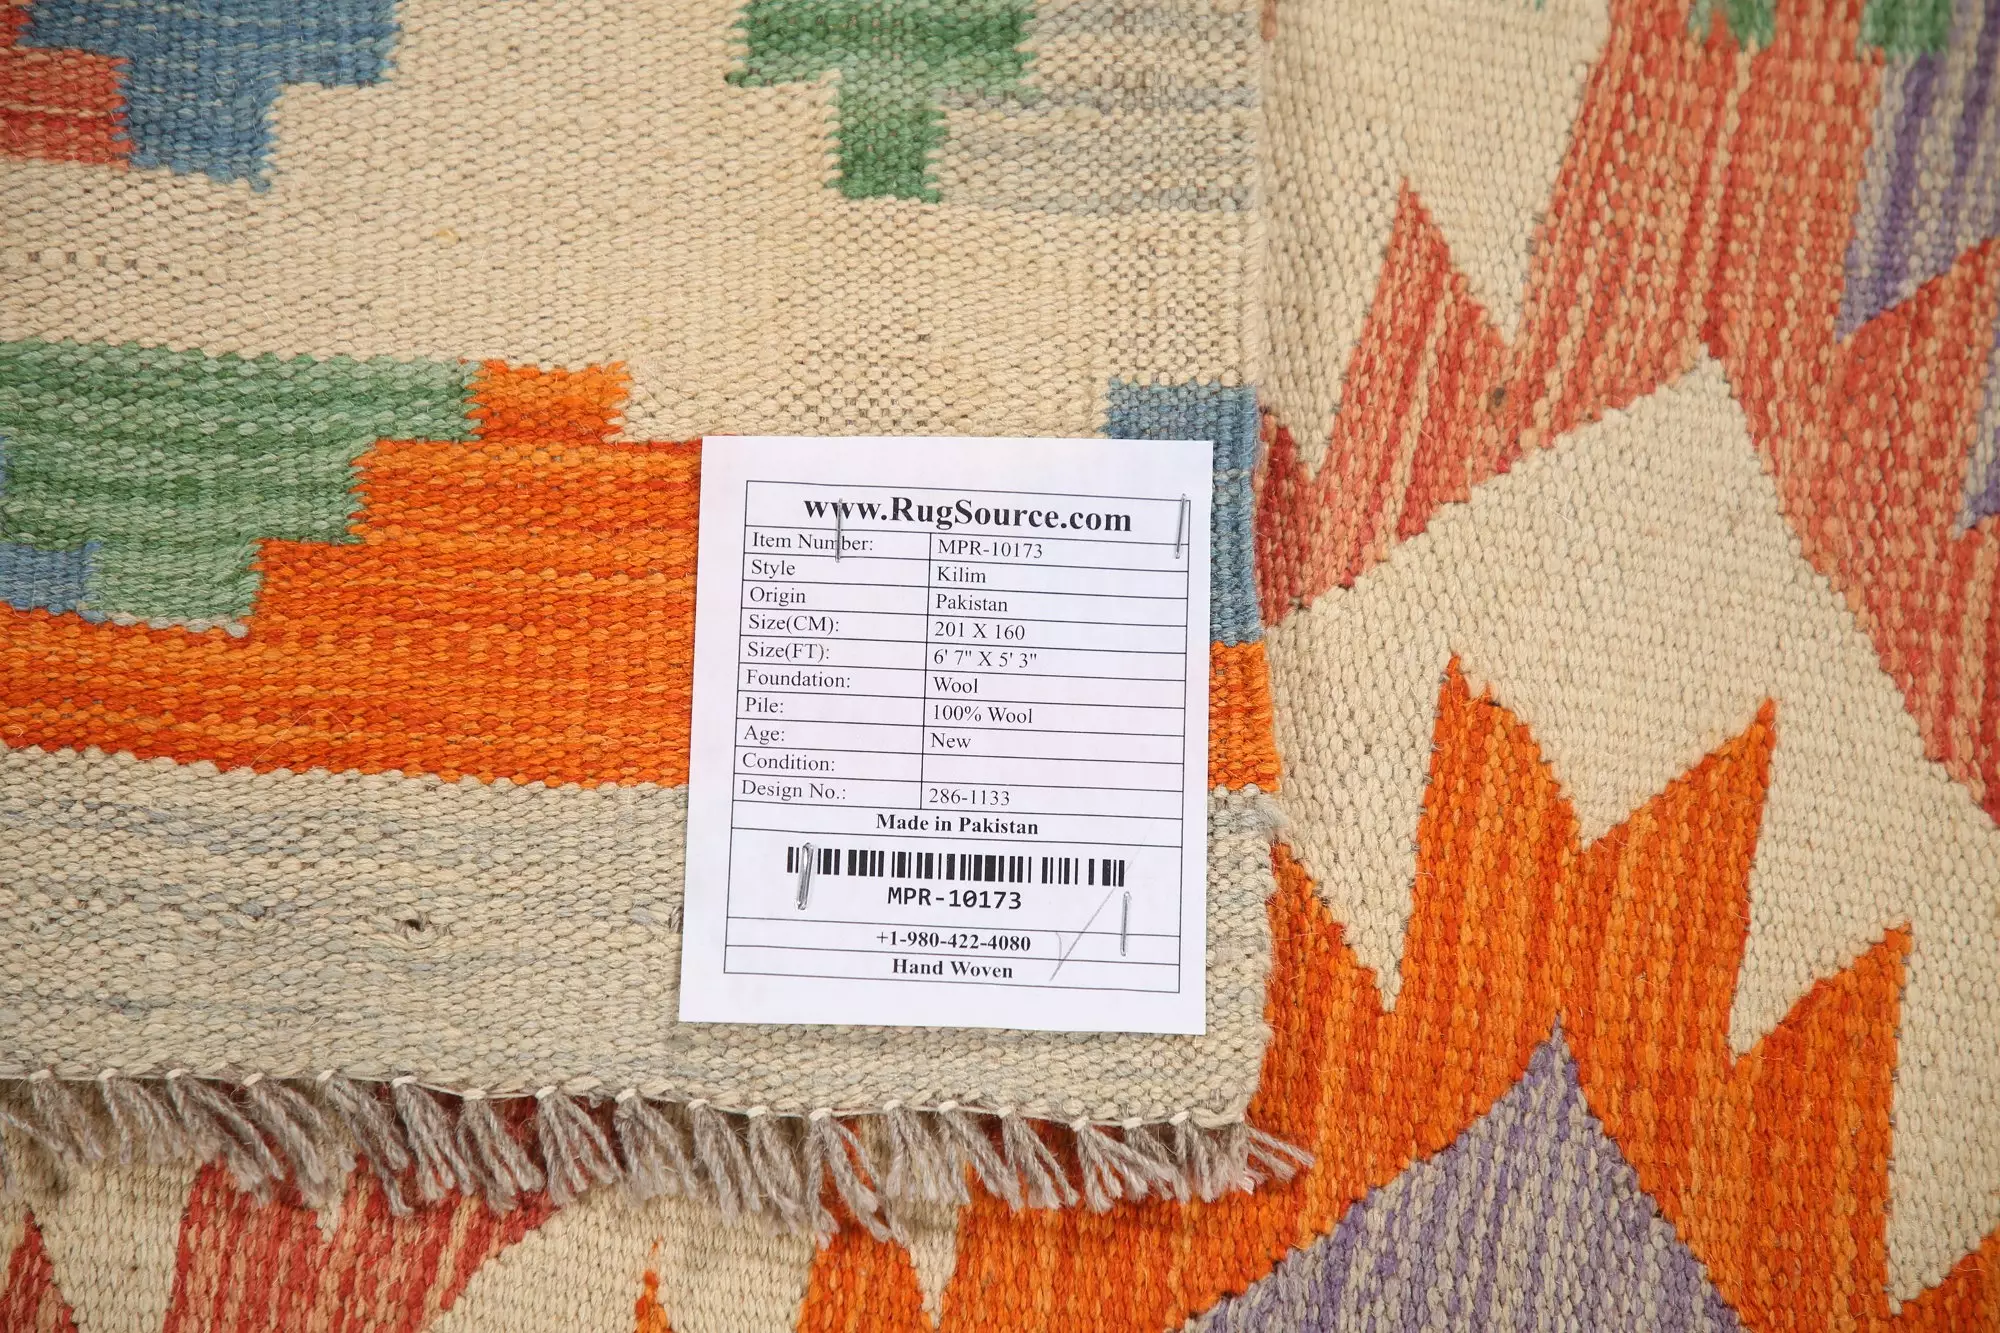 www.RugSource.com
Item Number: MPR-10173
Style Kilim
Origin Pakistan
Size(CM): 201 X 160
Size(FT): 6' 7" X 5' 3"
Foundation: Wool
Pile: 100% Wool
Age: New
Condition:
Design No.: 286-1133
Made in Pakistan
MPR-10173
+1-980-422-4080
Hand Woven